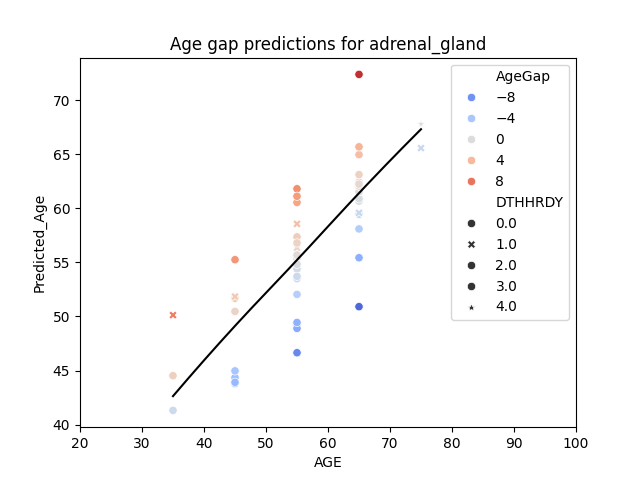 Age gap predictions for adrenal_gland
Predicted_Age
70
65
60
55
50
45
40
20 30 40 50 60 70 80 90 100
AGE
AgeGap
−8
−4
0
4
8
DTHHRDY
0.0
1.0
2.0
3.0
4.0